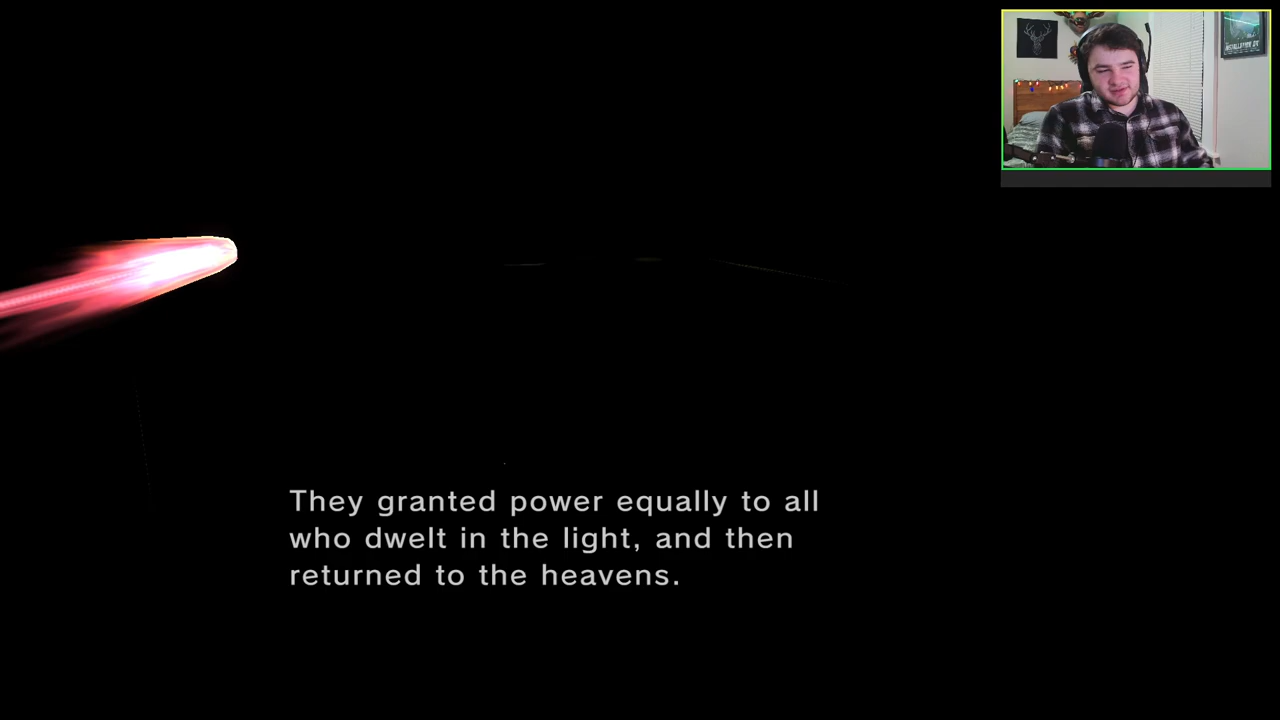 They granted power equally to all
who dwelt in the light, and then
returned to the heavens.